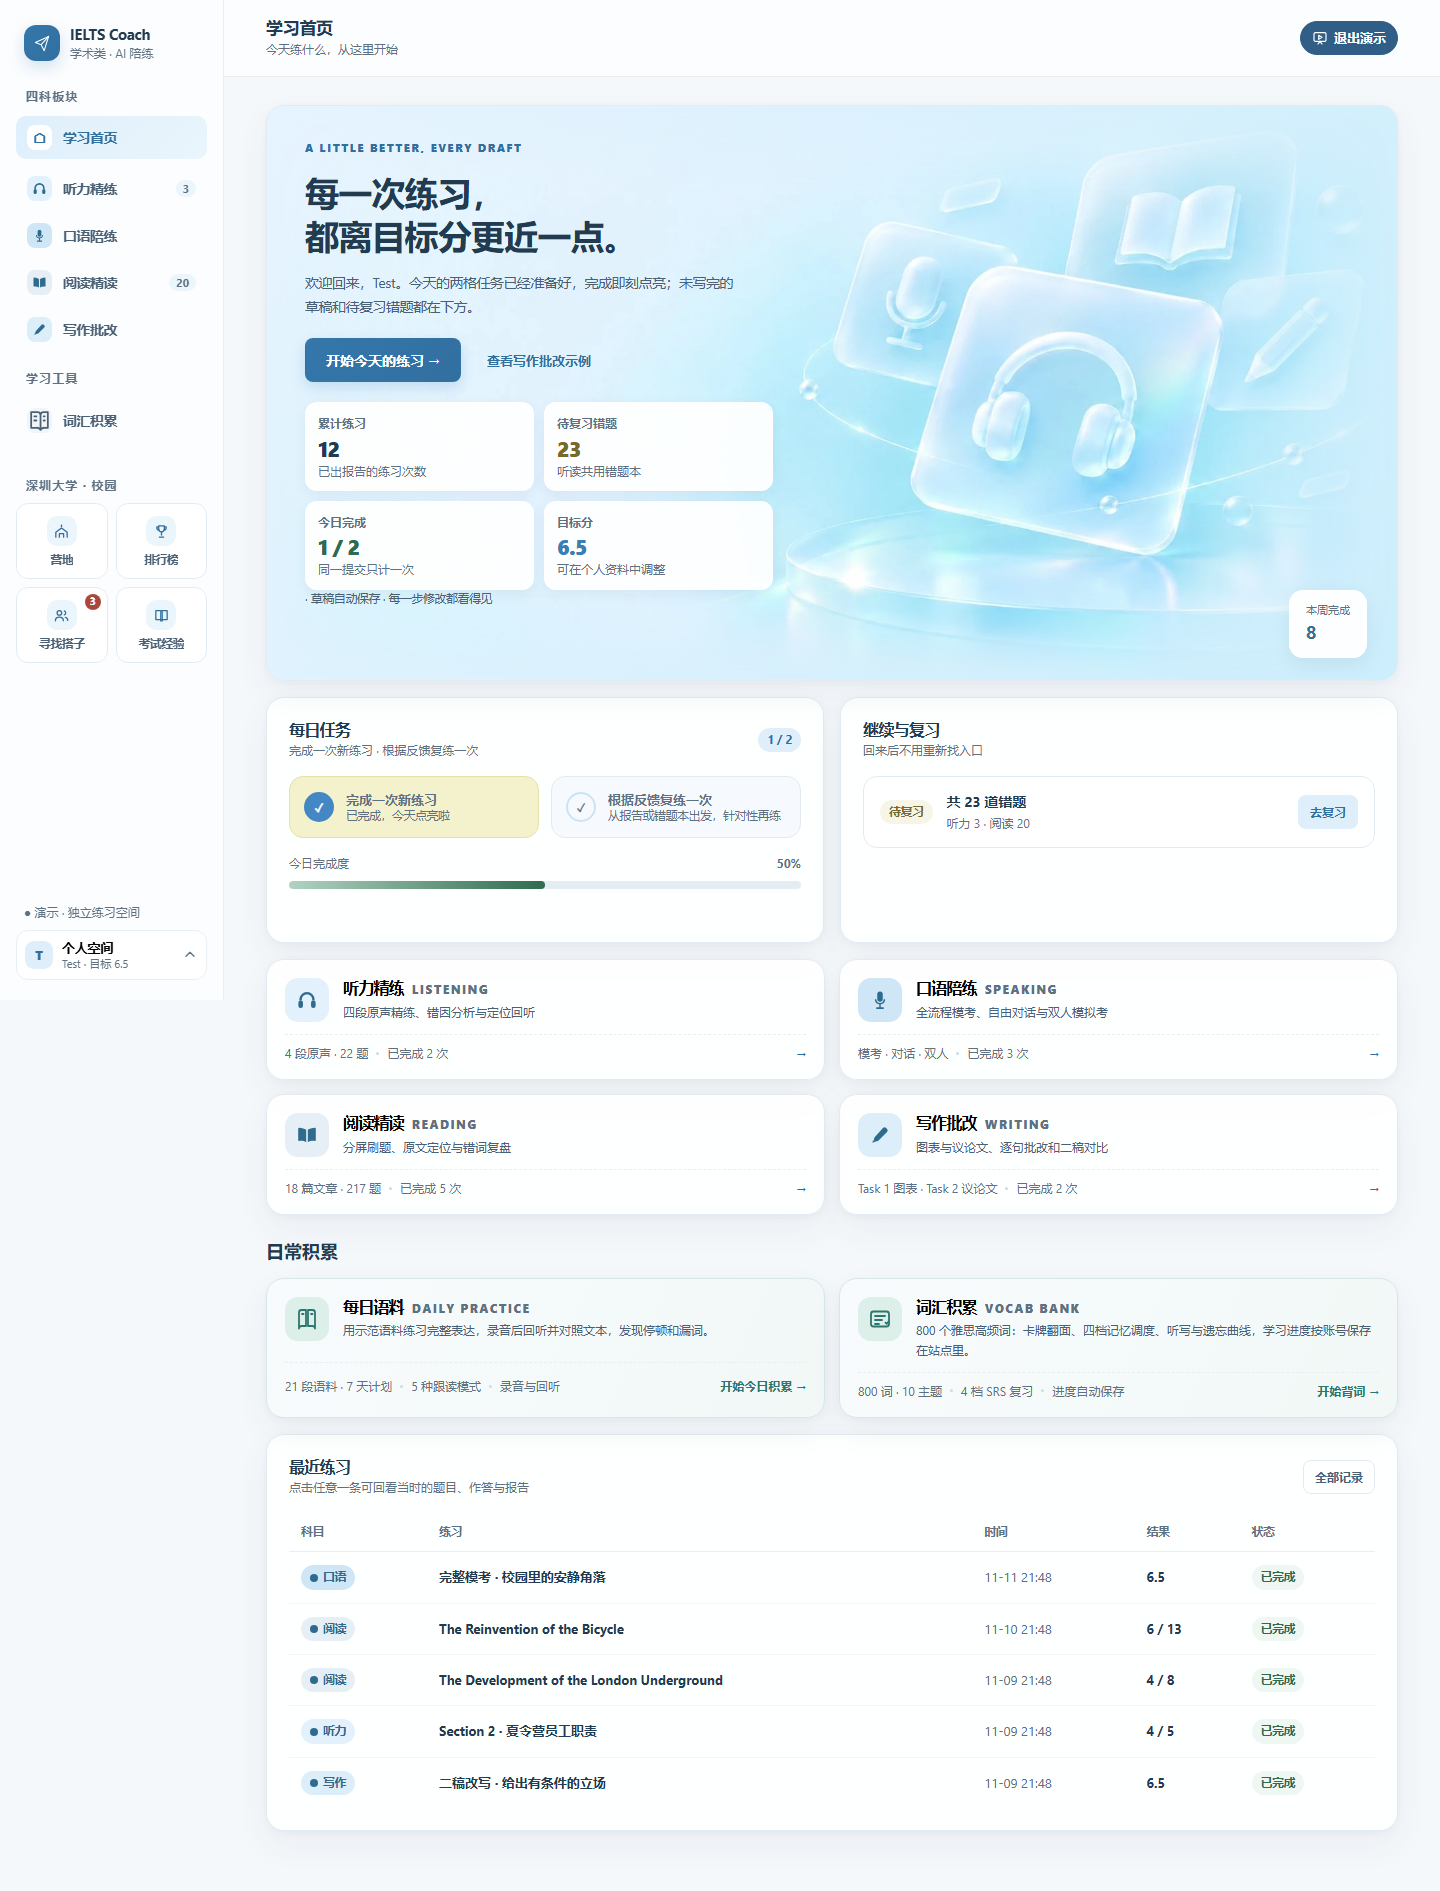 IELTS Coach
学术类 · AI 陪练
四科板块
学习首页
听力精练 3
口语陪练
阅读精读 20
写作批改
学习工具
词汇积累
深圳大学 · 校园
营地
排行榜
3
寻找搭子
考试经验
● 演示 · 独立练习空间
T
个人空间
Test · 目标 6.5
学习首页
今天练什么，从这里开始
退出演示
A LITTLE BETTER, EVERY DRAFT
每一次练习，
都离目标分更近一点。
欢迎回来，Test。今天的两格任务已经准备好，完成即刻点亮；未写完的
草稿和待复习错题都在下方。
开始今天的练习 →
查看写作批改示例
累计练习
12
已出报告的练习次数
待复习错题
23
听读共用错题本
今日完成
1 / 2
同一提交只计一次
目标分
6.5
可在个人资料中调整
· 草稿自动保存 · 每一步修改都看得见
本周完成
8
每日任务
完成一次新练习 · 根据反馈复练一次
1 / 2
完成一次新练习
已完成，今天点亮啦
根据反馈复练一次
从报告或错题本出发，针对性再练
今日完成度
50%
继续与复习
回来后不用重新找入口
待复习
共 23 道错题
听力 3 · 阅读 20
去复习
听力精练 LISTENING
四段原声精练、错因分析与定位回听
4 段原声 · 22 题 · 已完成 2 次 →
口语陪练 SPEAKING
全流程模考、自由对话与双人模拟考
模考 · 对话 · 双人 · 已完成 3 次 →
阅读精读 READING
分屏刷题、原文定位与错词复盘
18 篇文章 · 217 题 · 已完成 5 次 →
写作批改 WRITING
图表与议论文、逐句批改和二稿对比
Task 1 图表 · Task 2 议论文 · 已完成 2 次 →
日常积累
每日语料 DAILY PRACTICE
用示范语料练习完整表达，录音后回听并对照文本，发现停顿和漏词。
21 段语料 · 7 天计划 · 5 种跟读模式 · 录音与回听
开始今日积累 →
词汇积累 VOCAB BANK
800 个雅思高频词：卡牌翻面、四档记忆调度、听写与遗忘曲线，学习进度按账号保存
在站点里。
800 词 · 10 主题 · 4 档 SRS 复习 · 进度自动保存
开始背词 →
最近练习
点击任意一条可回看当时的题目、作答与报告
全部记录
科目 练习 时间 结果 状态
口语 完整模考 · 校园里的安静角落 11-11 21:48 6.5 已完成
阅读 The Reinvention of the Bicycle 11-10 21:48 6 / 13 已完成
阅读 The Development of the London Underground 11-09 21:48 4 / 8 已完成
听力 Section 2 · 夏令营员工职责 11-09 21:48 4 / 5 已完成
写作 二稿改写 · 给出有条件的立场 11-09 21:48 6.5 已完成